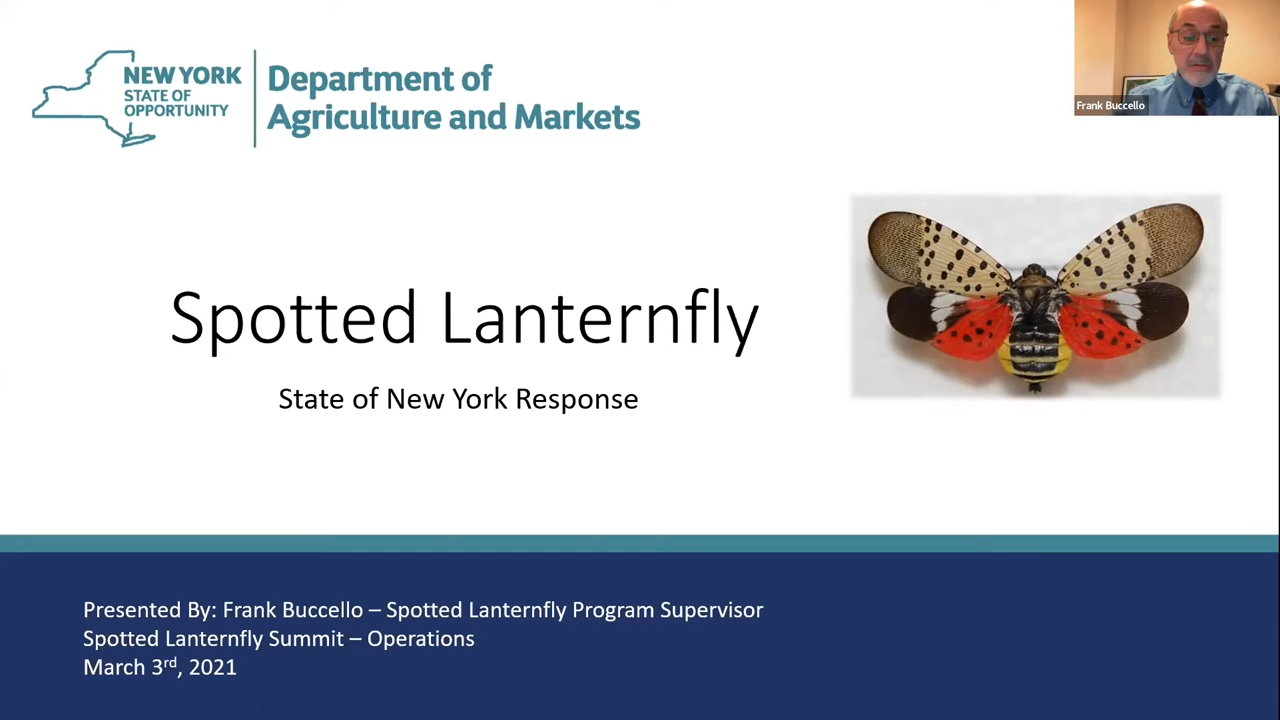 NEW YORK
STATE OF
OPPORTUNITY
Department of
Agriculture and Markets
Frank Buccello
Spotted Lanternfly
State of New York Response
Presented By: Frank Buccello – Spotted Lanternfly Program Supervisor
Spotted Lanternfly Summit – Operations
March 3rd, 2021